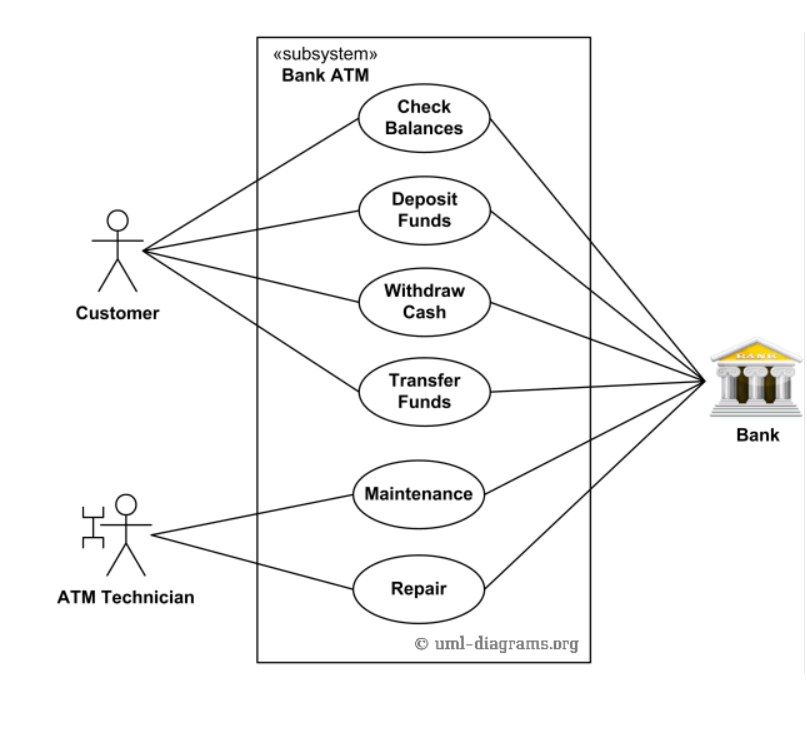 «subsystem»
Bank ATM
Check
Balances
Deposit
Funds
Withdraw
Cash
Transfer
Funds
Customer
BANK
Bank
Maintenance
Repair
ATM Technician
© uml-diagrams.org